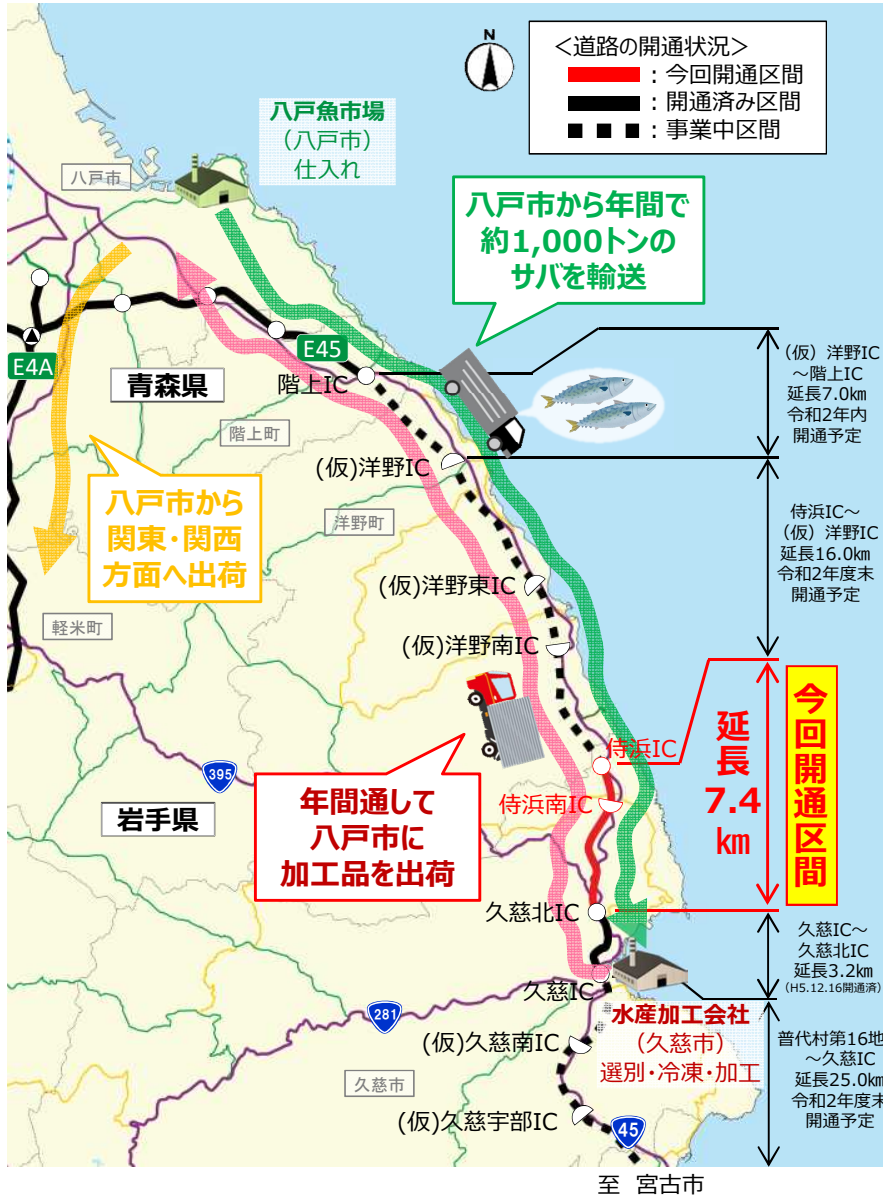 N
<道路の開通状況>
：今回開通区間
：開通済み区間
：事業中区間
八戸魚市場
（八戸市）
仕入れ
八戸市
八戸市から年間で
約1,000トンの
サバを輸送
E4A
E45
青森県
階上IC
階上町
(仮)洋野IC
洋野町
八戸市から
関東・関西
方面へ出荷
(仮)洋野東IC
軽米町
(仮)洋野南IC
395
岩手県
侍浜IC
侍浜南IC
年間通して
八戸市に
加工品を出荷
久慈北IC
久慈IC
281
水産加工会社
（久慈市）
選別・冷凍・加工
(仮)久慈南IC
久慈市
(仮)久慈宇部IC
45
至 宮古市
（仮）洋野IC
～階上IC
延長7.0km
令和2年内
開通予定
侍浜IC～
（仮）洋野IC
延長16.0km
令和2年度末
開通予定
延長
7.4
㎞
今回開通区間
久慈IC～
久慈北IC
延長3.2km
(H5.12.16開通済)
普代村第16地
～久慈IC
延長25.0km
令和2年度末
開通予定